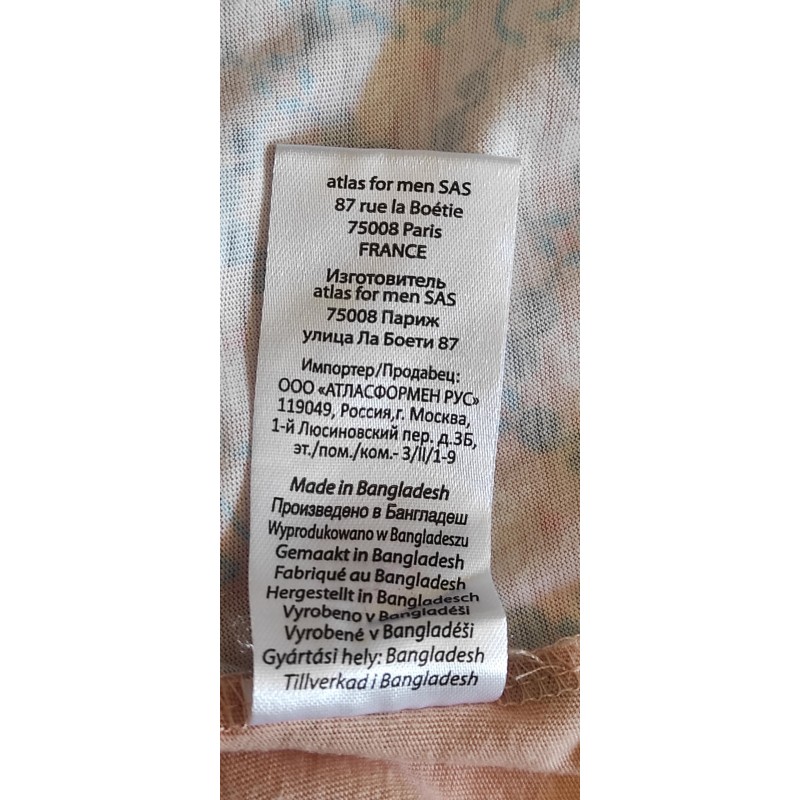 atlas for men SAS
87 rue la Boétie
75008 Paris
FRANCE
Изготовитель
atlas for men SAS
75008 Париж
улица Ла Боети 87
Импортер/Продавец:
ООО «АТЛАСФОРМЕН РУС»
119049, Россия,г. Москва,
1-й Люсиновский пер. д.3Б,
эт./пом./ком.- 3/II/1-9
Made in Bangladesh
Произведено в Бангладеш
Wyprodukowano w Bangladeszu
Gemaakt in Bangladesh
Fabriqué au Bangladesh
Hergestellt in Bangladesch
Vyrobeno v Bangladéši
Vyrobené v Bangladéši
Gyártási hely: Bangladesh
Tillverkad i Bangladesh